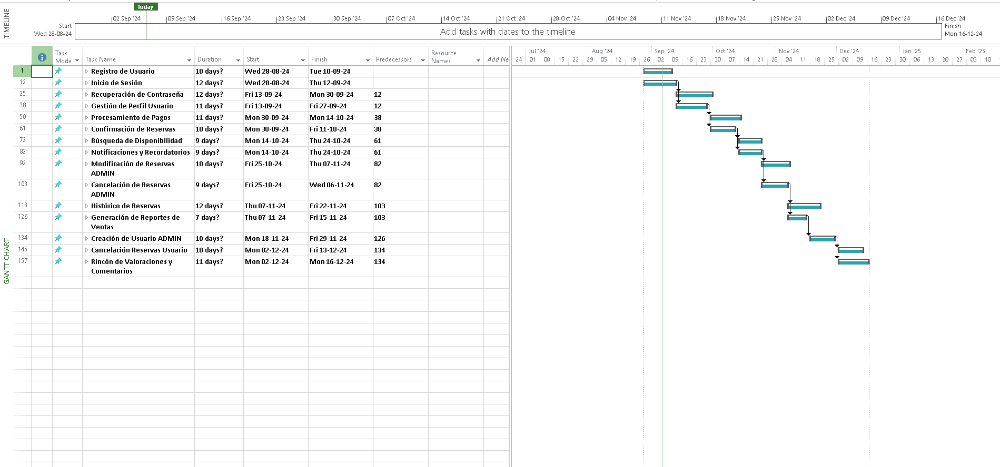 TIMELINE
Today
02 Sep '24 09 Sep '24 16 Sep '24 23 Sep '24 30 Sep '24 07 Oct '24 14 Oct '24 21 Oct '24 28 Oct '24 04 Nov '24 11 Nov '24 18 Nov '24 25 Nov '24 02 Dec '24 09 Dec '24 16 Dec '24
Start
Wed 28-08-24
Add tasks with dates to the timeline
Finish
Mon 16-12-24
GANTT CHART
Task Mode Task Name Duration Start Finish Predecessors Resource Names Add Ne
1 Registro de Usuario 10 days? Wed 28-08-24 Tue 10-09-24
12 Inicio de Sesión 12 days? Wed 28-08-24 Thu 12-09-24
25 Recuperación de Contraseña 12 days? Fri 13-09-24 Mon 30-09-24 12
38 Gestión de Perfil Usuario 11 days? Fri 13-09-24 Fri 27-09-24 12
50 Procesamiento de Pagos 11 days? Mon 30-09-24 Mon 14-10-24 38
61 Confirmación de Reservas 10 days? Mon 30-09-24 Fri 11-10-24 38
72 Búsqueda de Disponibilidad 9 days? Mon 14-10-24 Thu 24-10-24 61
82 Notificaciones y Recordatorios 9 days? Mon 14-10-24 Thu 24-10-24 61
92 Modificación de Reservas 10 days? Fri 25-10-24 Thu 07-11-24 82
ADMIN
103 Cancelación de Reservas 9 days? Fri 25-10-24 Wed 06-11-24 82
ADMIN
113 Histórico de Reservas 12 days? Thu 07-11-24 Fri 22-11-24 103
126 Generación de Reportes de 7 days? Thu 07-11-24 Fri 15-11-24 103
Ventas
134 Creación de Usuario ADMIN 10 days? Mon 18-11-24 Fri 29-11-24 126
145 Cancelación Reservas Usuario 10 days? Mon 02-12-24 Fri 13-12-24 134
157 Rincón de Valoraciones y 11 days? Mon 02-12-24 Mon 16-12-24 134
Comentarios
Jul '24 Aug '24 Sep '24 Oct '24 Nov '24 Dec '24 Jan '25 Feb '25
24 01 08 15 22 29 05 12 19 26 02 09 16 23 30 07 14 21 28 04 11 18 25 02 09 16 23 30 06 13 20 27 03 10